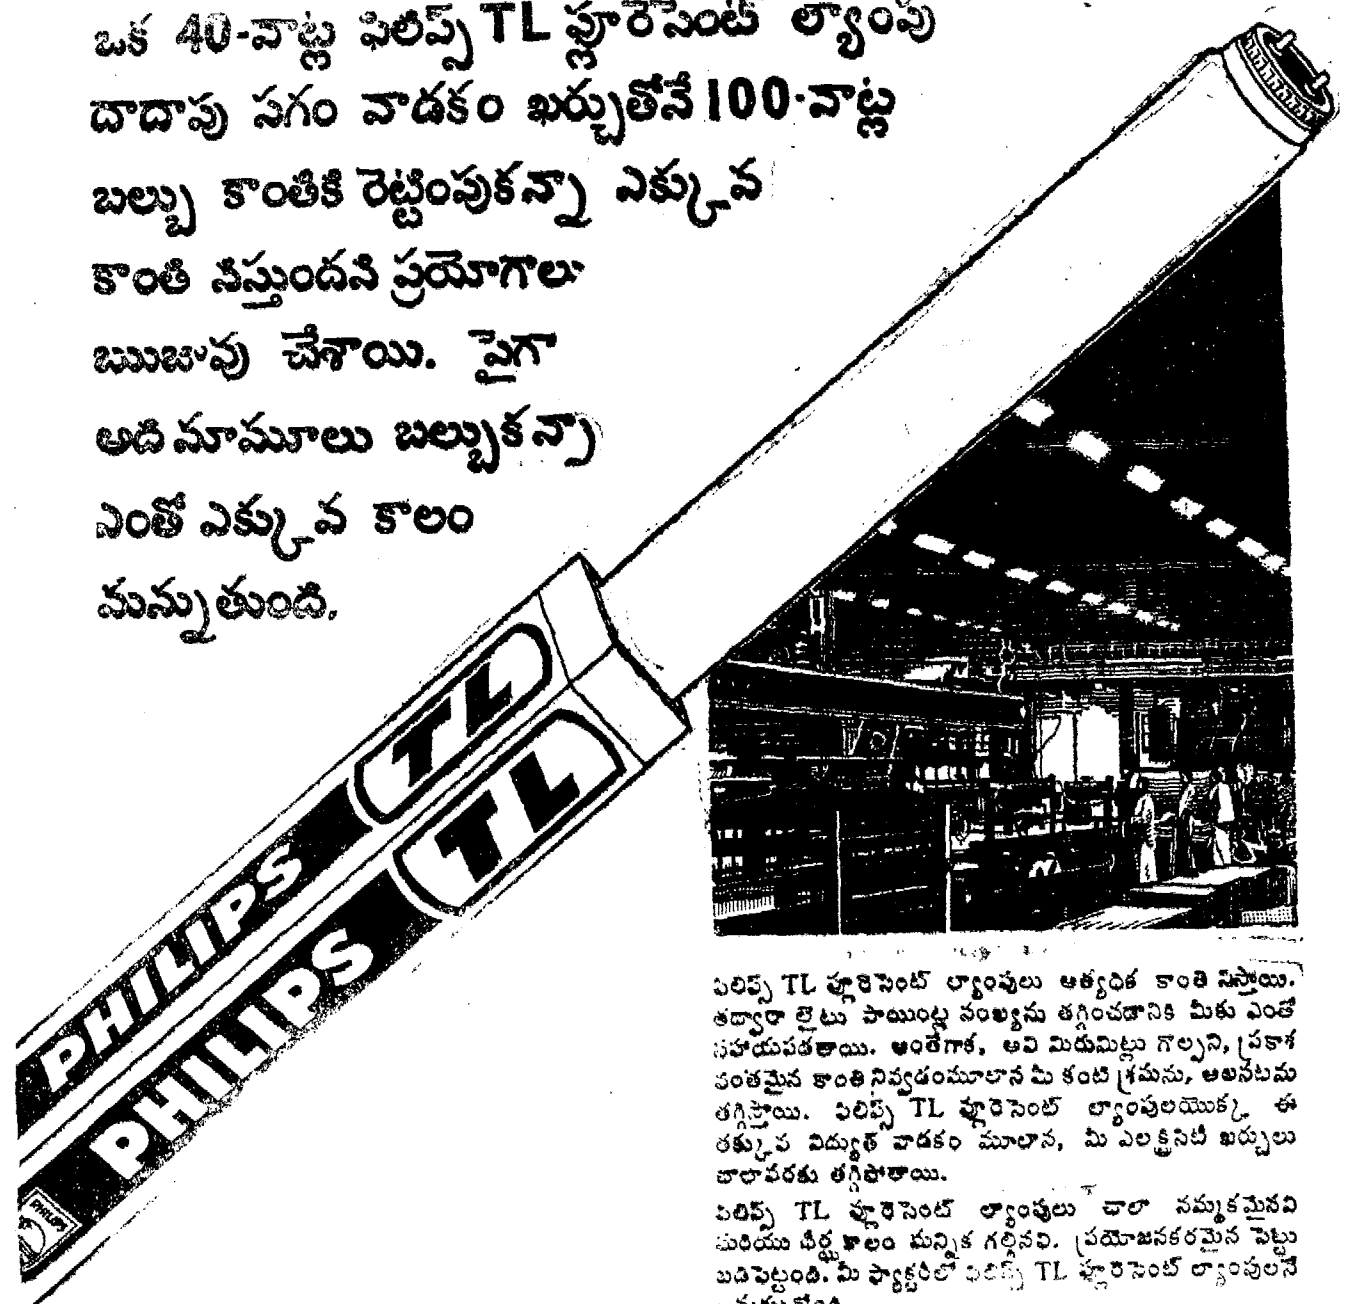 ఒక 40-వాట్ల ఫిలిప్స్ TL ఫ్లూరెసెంట్ ల్యాంపు
దాదాపు సగం వాడకం ఖర్చుతోనే 100-వాట్ల
బల్బు కాంతికి రెట్టింపుకన్నా ఎక్కువ
కాంతి నిస్తుందని ప్రయోగాలు
ఋజువు చేశాయి. పైగా
అది మామూలు బల్బుకన్నా
ఎంతో ఎక్కువ కాలం
మన్నుతుంది.
TL
PHILIPS
TL
PHILIPS
PHILIPS
ఫిలిప్స్ TL ఫ్లూరెసెంట్ ల్యాంపులు అత్యధిక కాంతి నిస్తాయి.
తద్వారా లైటు పాయింట్ల సంఖ్యను తగ్గించడానికి మీకు ఎంతో
సహాయపడతాయి. అంతేగాక, అవి మిరుమిట్లు గొల్పని, ప్రకాశ
వంతమైన కాంతి నివ్వడంమూలాన మీ కంటి శ్రమను, అలసటను
తగ్గిస్తాయి. ఫిలిప్స్ TL ఫ్లూరెసెంట్ ల్యాంపులయొక్క ఈ
తక్కువ విద్యుత్ వాడకం మూలాన, మీ ఎలక్ట్రిసిటీ ఖర్చులు
చాలావరకు తగ్గిపోతాయి.
ఫిలిప్స్ TL ఫ్లూరెసెంట్ ల్యాంపులు చాలా నమ్మకమైనవి
మరియు దీర్ఘకాలం మన్నిక గల్గినవి. ప్రయోజనకరమైన పెట్టు
బడిపెట్టండి. మీ ఫ్యాక్టరీలో ఫిలిప్స్ TL ఫ్లూరెసెంట్ ల్యాంపులనే